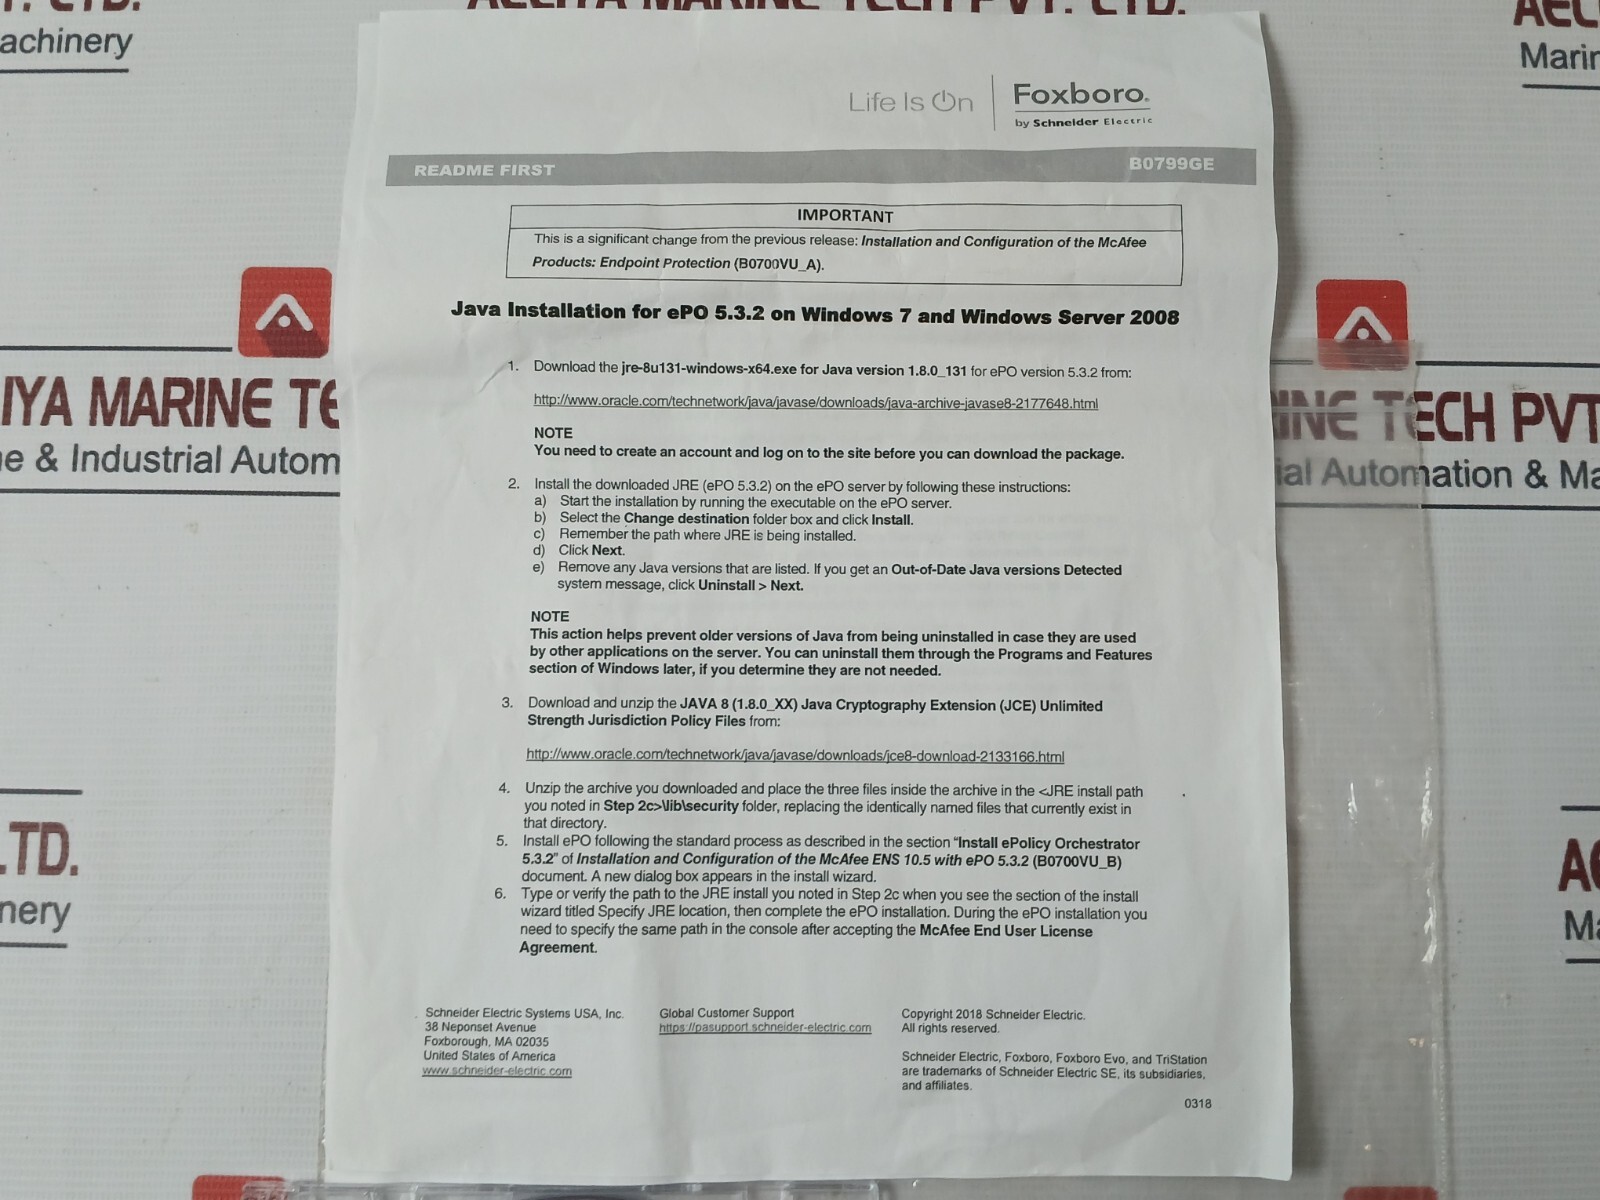 AELIYA MARINE TECH PVT. LTD.
achinery
Life Is On
Foxboro.
by Schneider Electric
README FIRST
B0799GE
IMPORTANT
This is a significant change from the previous release: Installation and Configuration of the McAfee
Products: Endpoint Protection (B0700VU_A).
Java Installation for ePO 5.3.2 on Windows 7 and Windows Server 2008
1. Download the jre-8u131-windows-x64.exe for Java version 1.8.0_131 for ePO version 5.3.2 from:
http://www.oracle.com/technetwork/java/javase/downloads/java-archive-javase8-2177648.html
NOTE
You need to create an account and log on to the site before you can download the package.
2. Install the downloaded JRE (ePO 5.3.2) on the ePO server by following these instructions:
a) Start the installation by running the executable on the ePO server.
b) Select the Change destination folder box and click Install.
c) Remember the path where JRE is being installed.
d) Click Next.
e) Remove any Java versions that are listed. If you get an Out-of-Date Java versions Detected
system message, click Uninstall > Next.
NOTE
This action helps prevent older versions of Java from being uninstalled in case they are used
by other applications on the server. You can uninstall them through the Programs and Features
section of Windows later, if you determine they are not needed.
3. Download and unzip the JAVA 8 (1.8.0_XX) Java Cryptography Extension (JCE) Unlimited
Strength Jurisdiction Policy Files from:
http://www.oracle.com/technetwork/java/javase/downloads/jce8-download-2133166.html
4. Unzip the archive you downloaded and place the three files inside the archive in the <JRE install path
you noted in Step 2c>\lib\security folder, replacing the identically named files that currently exist in
that directory.
5. Install ePO following the standard process as described in the section "Install ePolicy Orchestrator
5.3.2" of Installation and Configuration of the McAfee ENS 10.5 with ePO 5.3.2 (B0700VU_B)
document. A new dialog box appears in the install wizard.
6. Type or verify the path to the JRE install you noted in Step 2c when you see the section of the install
wizard titled Specify JRE location, then complete the ePO installation. During the ePO installation you
need to specify the same path in the console after accepting the McAfee End User License
Agreement.
Schneider Electric Systems USA, Inc.
38 Neponset Avenue
Foxborough, MA 02035
United States of America
www.schneider-electric.com
Global Customer Support
https://pasupport.schneider-electric.com
Copyright 2018 Schneider Electric.
All rights reserved.
Schneider Electric, Foxboro, Foxboro Evo, and TriStation
are trademarks of Schneider Electric SE, its subsidiaries,
and affiliates.
0318
IYA MARINE TE
e & Industrial Autom
INE TECH PVT
ial Automation & Ma
LTD.
nery
AEL
Marin